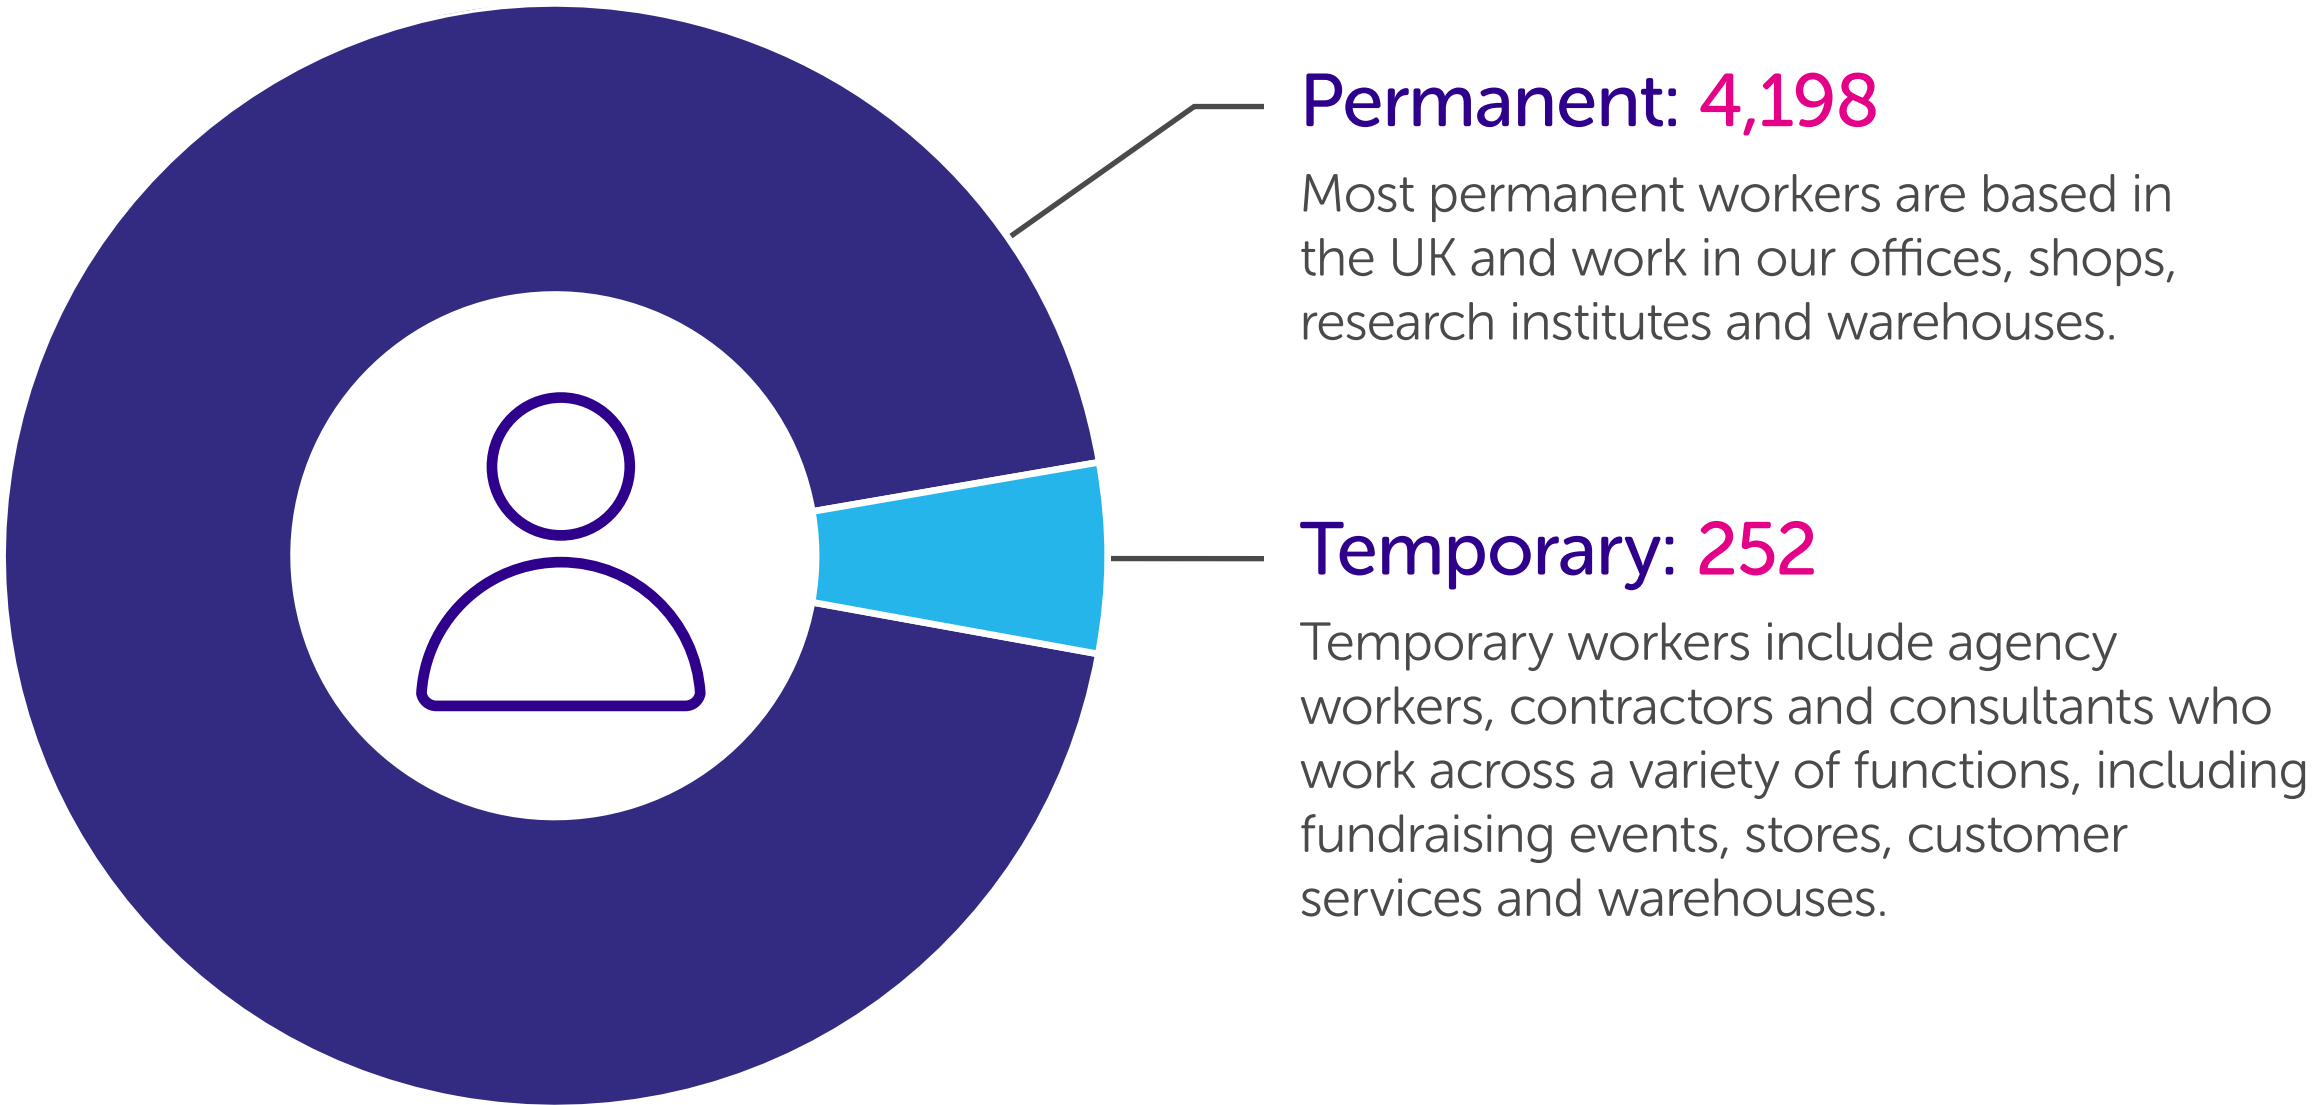 Permanent: 4,198
Most permanent workers are based in
the UK and work in our offices, shops,
research institutes and warehouses.
Temporary: 252
Temporary workers include agency
workers, contractors and consultants who
work across a variety of functions, including
fundraising events, stores, customer
services and warehouses.